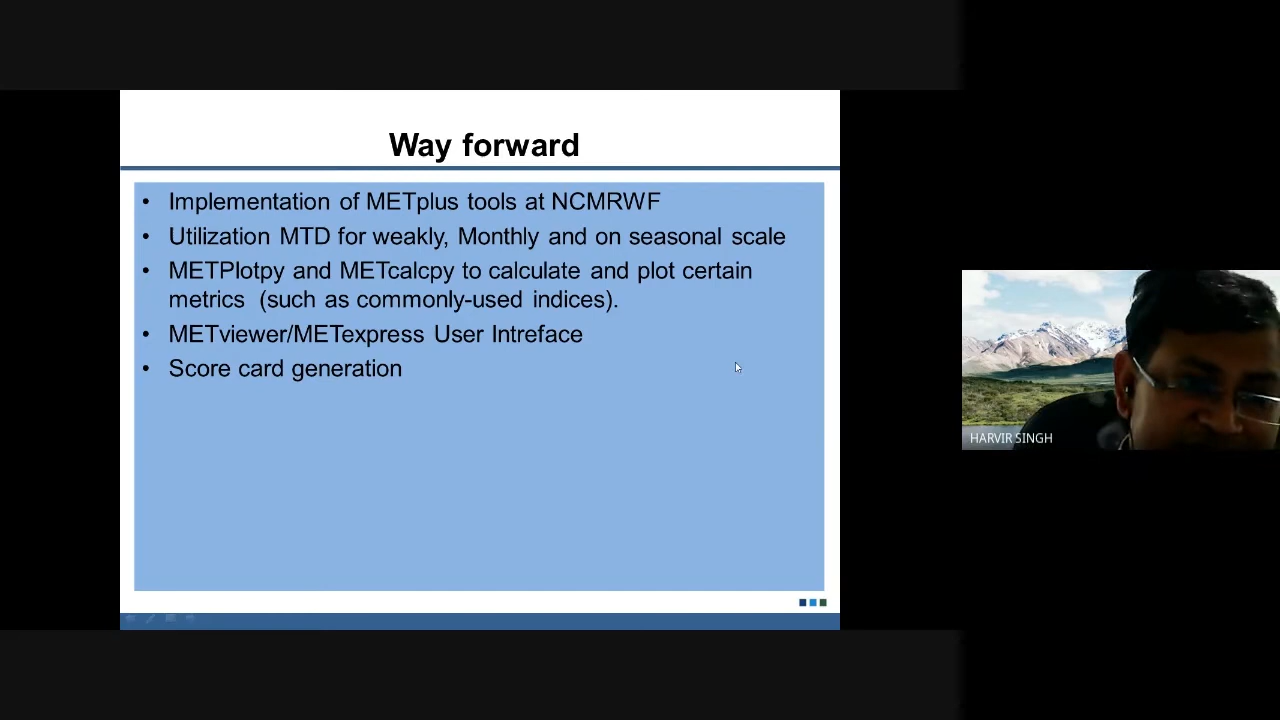 Way forward
• Implementation of METplus tools at NCMRWF
• Utilization MTD for weakly, Monthly and on seasonal scale
• METPlotpy and METcalcpy to calculate and plot certain
metrics (such as commonly-used indices).
• METviewer/METexpress User Intreface
• Score card generation
HARVIR SINGH